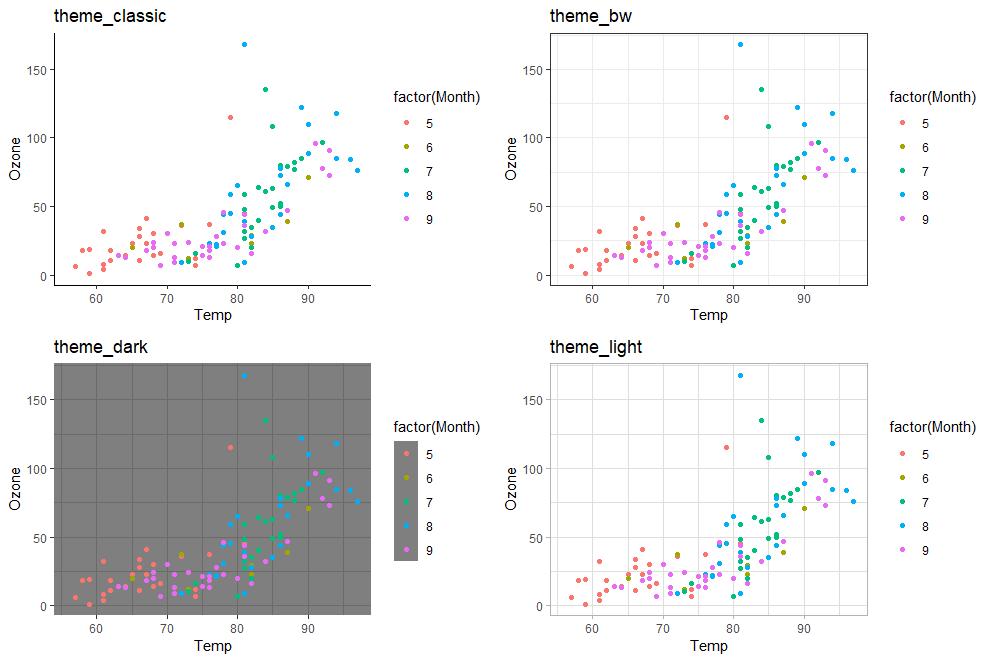 theme_classic
150
100
50
0
Ozone
60 70 80 90
Temp
factor(Month)
5
6
7
8
9
theme_bw
150
100
50
0
Ozone
60 70 80 90
Temp
factor(Month)
5
6
7
8
9
theme_dark
150
100
50
0
Ozone
60 70 80 90
Temp
factor(Month)
5
6
7
8
9
theme_light
150
100
50
0
Ozone
60 70 80 90
Temp
factor(Month)
5
6
7
8
9